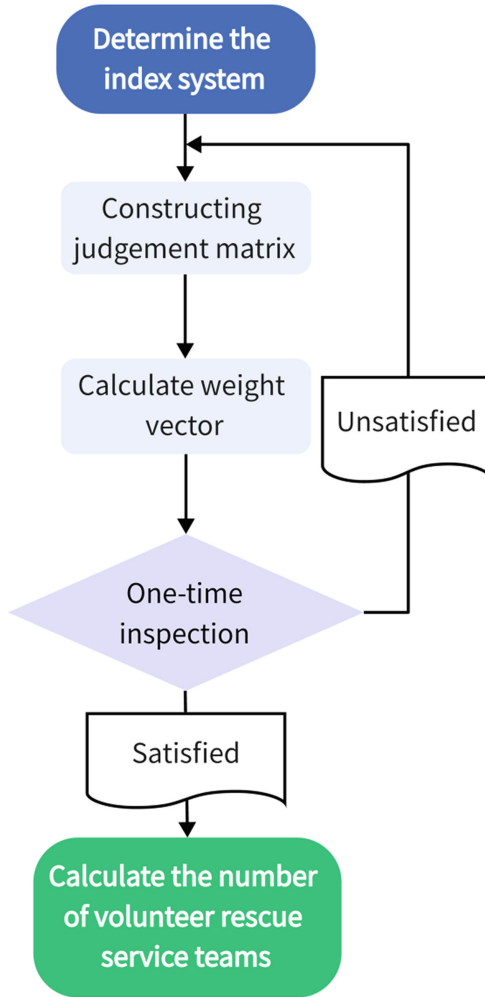 Determine the
index system
Constructing
judgement matrix
Calculate weight
vector
Unsatisfied
One-time
inspection
Satisfied
Calculate the number
of volunteer rescue
service teams